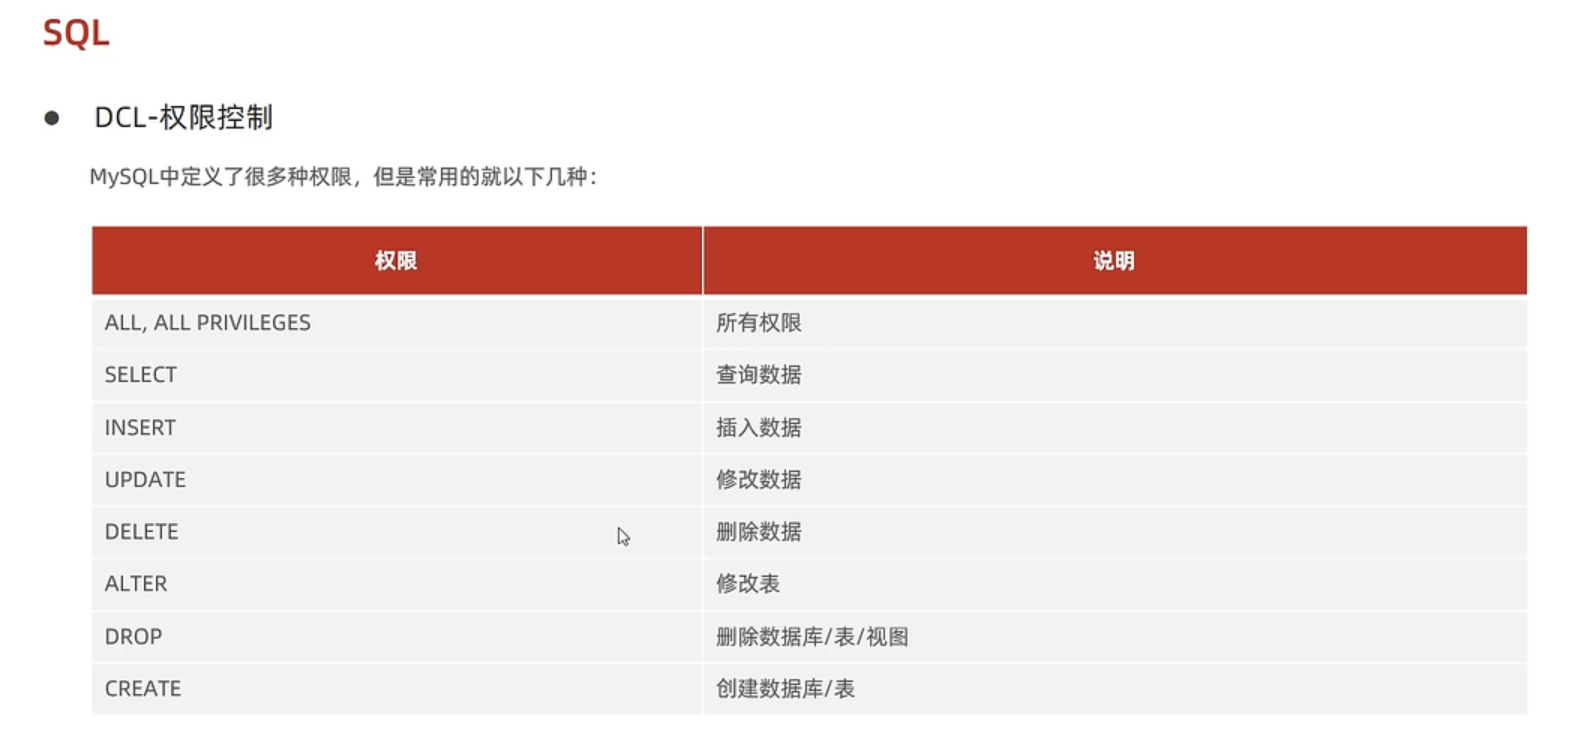 SQL
DCL-权限控制
MySQL中定义了很多种权限，但是常用的就以下几种：
权限 说明
ALL, ALL PRIVILEGES 所有权限
SELECT 查询数据
INSERT 插入数据
UPDATE 修改数据
DELETE 删除数据
ALTER 修改表
DROP 删除数据库/表/视图
CREATE 创建数据库/表